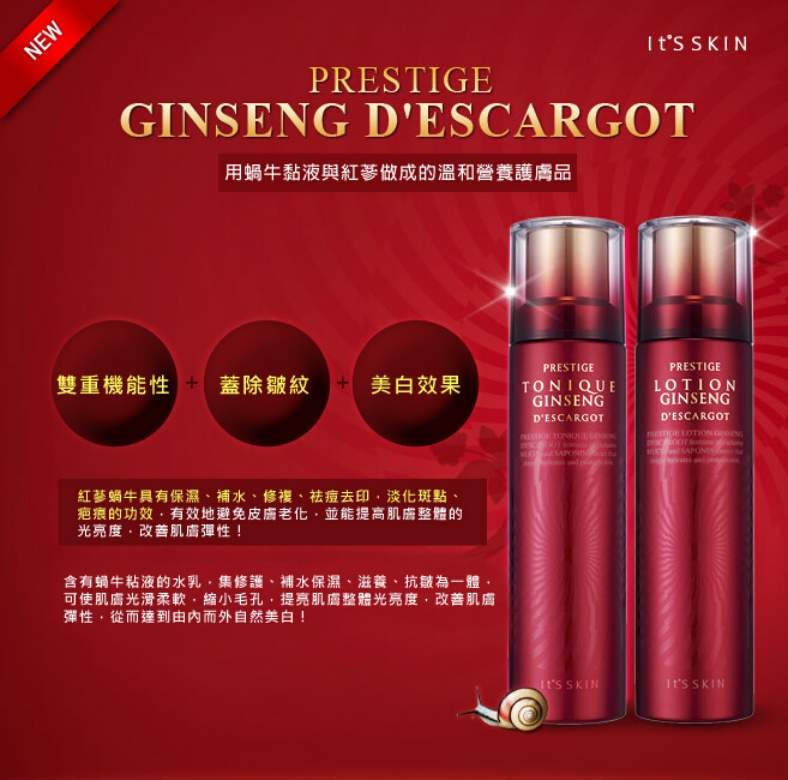 NEW
It'S SKIN
PRESTIGE
GINSENG D'ESCARGOT
用蝸牛黏液與紅蔘做成的溫和營養護膚品
雙重機能性 + 蓋除皺紋 + 美白效果
紅蔘蝸牛具有保濕、補水、修複、祛痘去印，淡化斑點、
疤痕的功效，有效地避免皮膚老化，並能提高肌膚整體的
光亮度，改善肌膚彈性！
含有蝸牛粘液的水乳，集修護、補水保濕、滋養、抗皺為一體，
可使肌膚光滑柔軟，縮小毛孔，提亮肌膚整體光亮度，改善肌膚
彈性，從而達到由內而外自然美白！
PRESTIGE
TONIQUE
GINSENG
D'ESCARGOT
PRESTIGE TONIQUE GINSENG
It'S SKIN
PRESTIGE
LOTION
GINSENG
D'ESCARGOT
PRESTIGE LOTION GINSENG
It'S SKIN